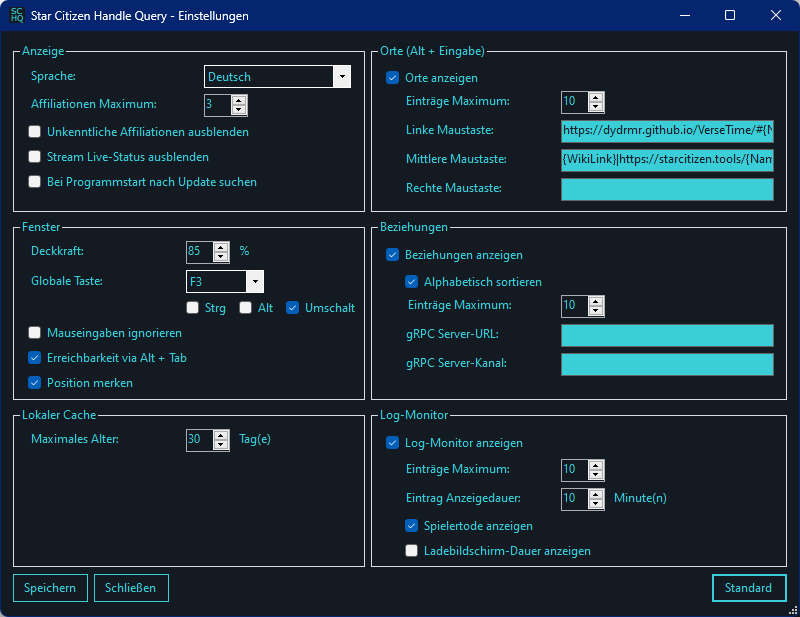 SC HQ Star Citizen Handle Query - Einstellungen
Anzeige
Sprache: Deutsch
Affiliationen Maximum: 3
Unkenntliche Affiliationen ausblenden
Stream Live-Status ausblenden
Bei Programmstart nach Update suchen
Orte (Alt + Eingabe)
Orte anzeigen
Einträge Maximum: 10
Linke Maustaste: https://dydrmr.github.io/VerseTime/#{N
Mittlere Maustaste: {WikiLink}|https://starcitizen.tools/{Nam
Rechte Maustaste:
Fenster
Deckkraft: 85 %
Globale Taste: F3
Strg Alt Umschalt
Mauseingaben ignorieren
Erreichbarkeit via Alt + Tab
Position merken
Beziehungen
Beziehungen anzeigen
Alphabetisch sortieren
Einträge Maximum: 10
gRPC Server-URL:
gRPC Server-Kanal:
Lokaler Cache
Maximales Alter: 30 Tag(e)
Log-Monitor
Log-Monitor anzeigen
Einträge Maximum: 10
Eintrag Anzeigedauer: 10 Minute(n)
Spielertode anzeigen
Ladebildschirm-Dauer anzeigen
Speichern Schließen Standard